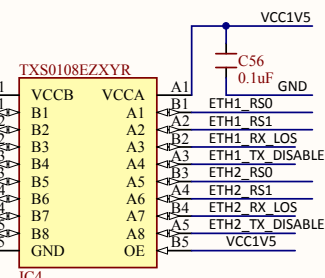 VCC1V5
C56
0.1uF
GND
TXS0108EZXYR
VCCB VCCA A1
B1 A1 B1 ETH1_RS0
B2 A2 A2 ETH1_RS1
B3 A3 B2 ETH1_RX_LOS
B4 A4 A3 ETH1_TX_DISABLE
B5 A5 B3 ETH2_RS0
B6 A6 A4 ETH2_RS1
B7 A7 B4 ETH2_RX_LOS
B8 A8 A5 ETH2_TX_DISABLE
GND OE B5 VCC1V5
IC4